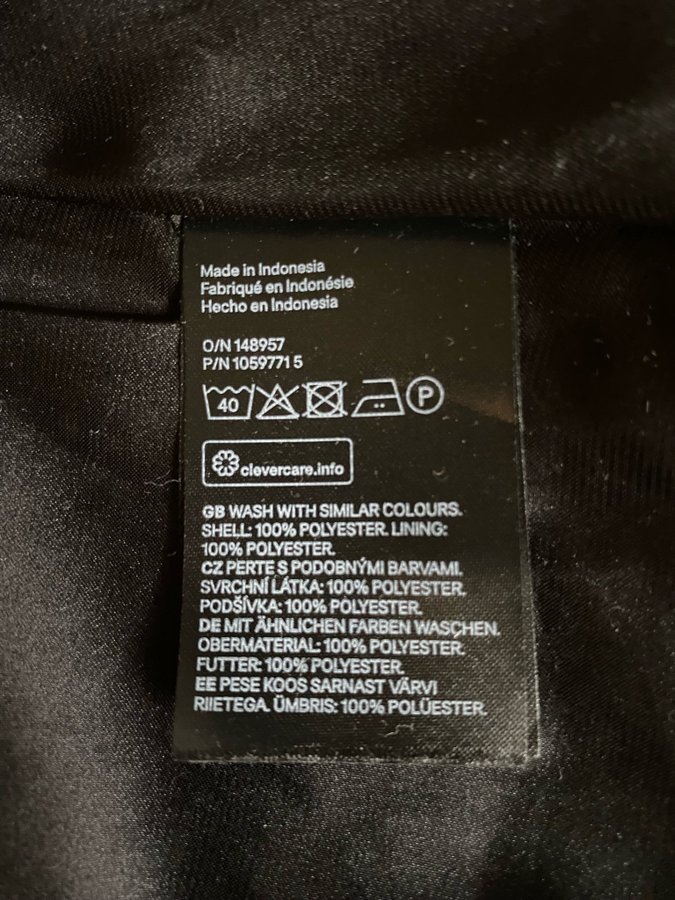 Made in Indonesia
Fabriqué en Indonésie
Hecho en Indonesia
O/N 148957
P/N 1059771 5
40
P
clevercare.info
GB WASH WITH SIMILAR COLOURS.
SHELL: 100% POLYESTER. LINING:
100% POLYESTER.
CZ PERTE S PODOBNÝMI BARVAMI.
SVRCHNÍ LÁTKA: 100% POLYESTER.
PODŠÍVKA: 100% POLYESTER.
DE MIT ÄHNLICHEN FARBEN WASCHEN.
OBERMATERIAL: 100% POLYESTER.
FUTTER: 100% POLYESTER.
EE PESE KOOS SARNAST VÄRVI
RIIETEGA. ÜMBRIS: 100% POLÜESTER.